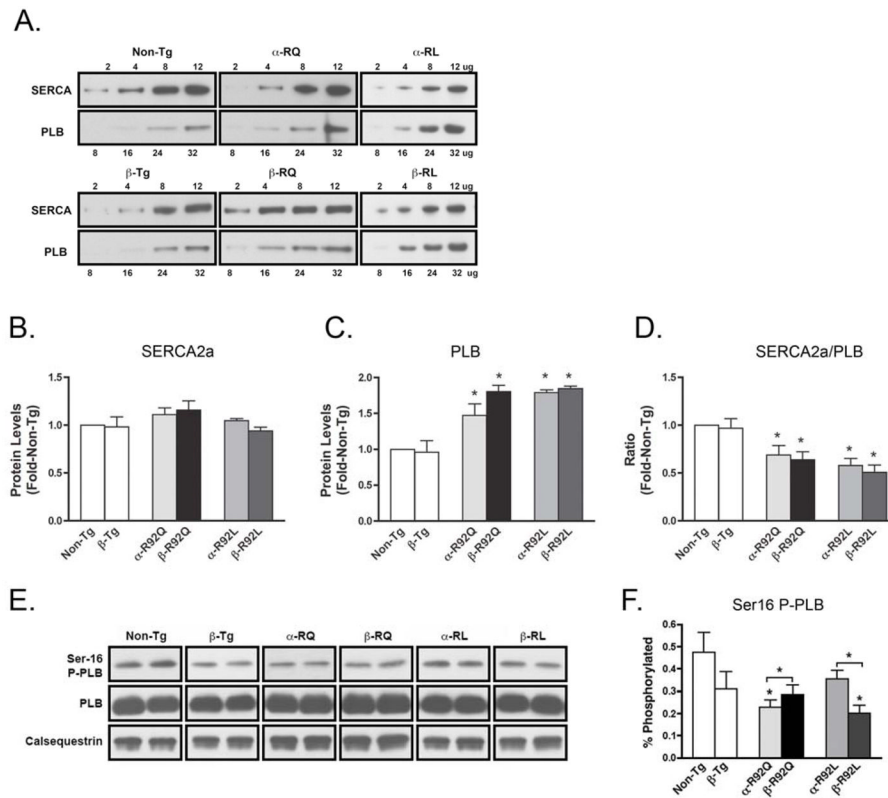 A.
Non-Tg α-RQ α-RL
2 4 8 12 2 4 8 12 2 4 8 12 ug
SERCA
PLB
8 16 24 32 8 16 24 32 8 16 24 32 ug
β-Tg β-RQ β-RL
2 4 8 12 2 4 8 12 2 4 8 12 ug
SERCA
PLB
8 16 24 32 8 16 24 32 8 16 24 32 ug
B.
SERCA2a
Protein Levels
(Fold-Non-Tg)
1.5
1.0
0.5
0.0
Non-Tg β-Tg α-R92Q β-R92Q α-R92L β-R92L
C.
PLB
Protein Levels
(Fold-Non-Tg)
2.0
1.5
1.0
0.5
0.0
* * * *
Non-Tg β-Tg α-R92Q β-R92Q α-R92L β-R92L
D.
SERCA2a/PLB
Ratio
(Fold-Non-Tg)
1.5
1.0
0.5
0.0
* * * *
Non-Tg β-Tg α-R92Q β-R92Q α-R92L β-R92L
E.
Non-Tg β-Tg α-RQ β-RQ α-RL β-RL
Ser-16
P-PLB
PLB
Calsequestrin
F.
Ser16 P-PLB
% Phosphorylated
0.6
0.5
0.4
0.3
0.2
0.1
0.0
* * * *
Non-Tg β-Tg α-R92Q β-R92Q α-R92L β-R92L